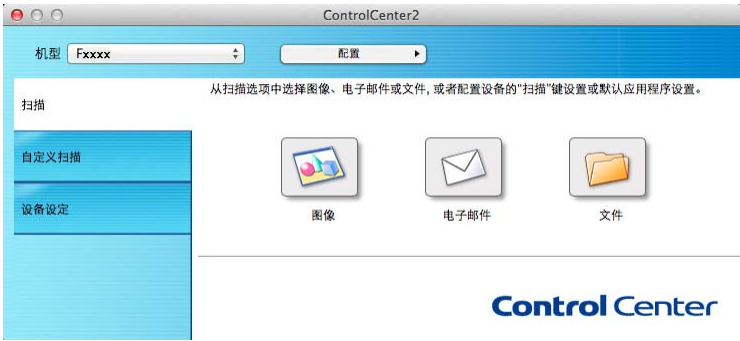 ControlCenter2
机型 Fxxxx 配置
从扫描选项中选择图像、电子邮件或文件, 或者配置设备的"扫描"键设置或默认应用程序设置。
扫描
自定义扫描
设备设定
图像 电子邮件 文件
Control Center